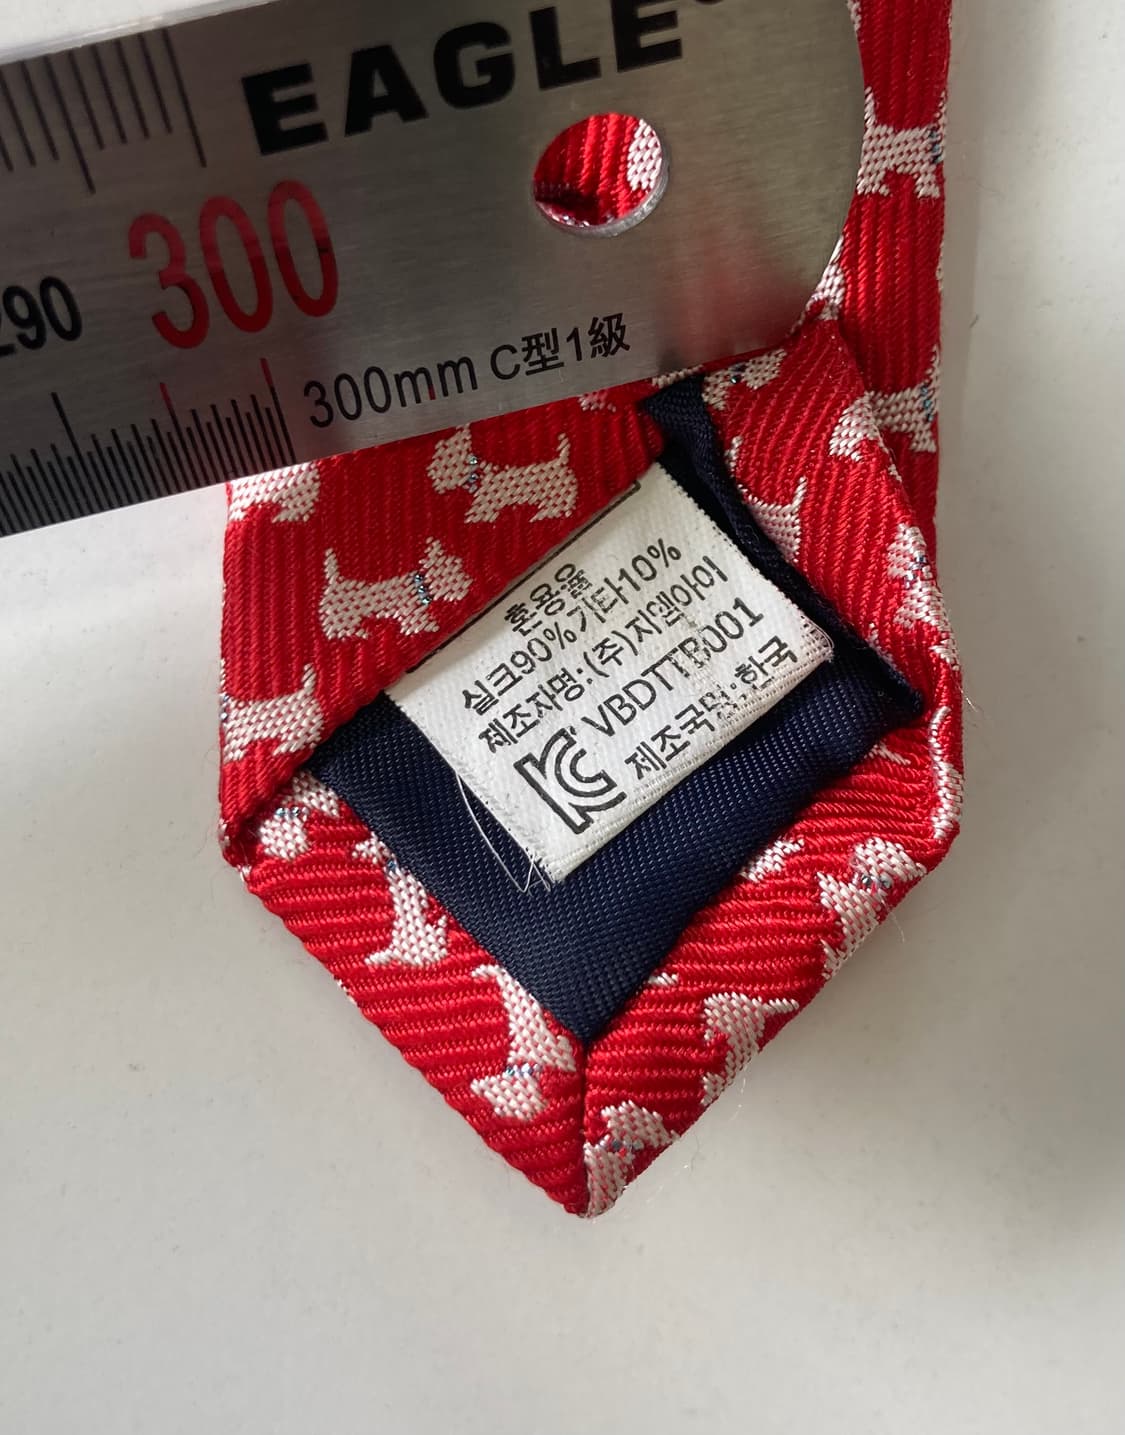 EAGLE
300
290
300mm C型1級
혼용율
실크90%기타10%
제조자명:(주)지엑아이
VBDTTB001
제조국명:한국